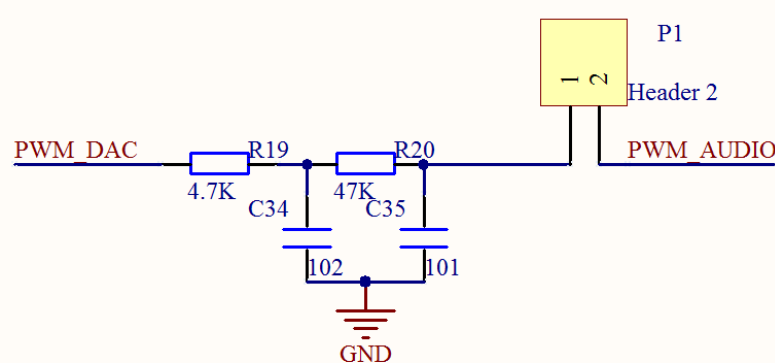 P1
1 2
Header 2
PWM_DAC R19 R20 PWM_AUDIO
4.7K 47K
C34 C35
102 101
GND